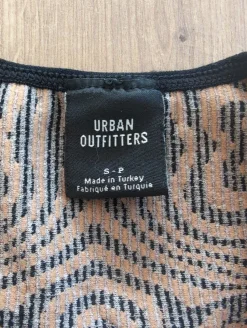 URBAN
OUTFITTERS
S - P
Made in Turkey
Fabriqué en Turquie